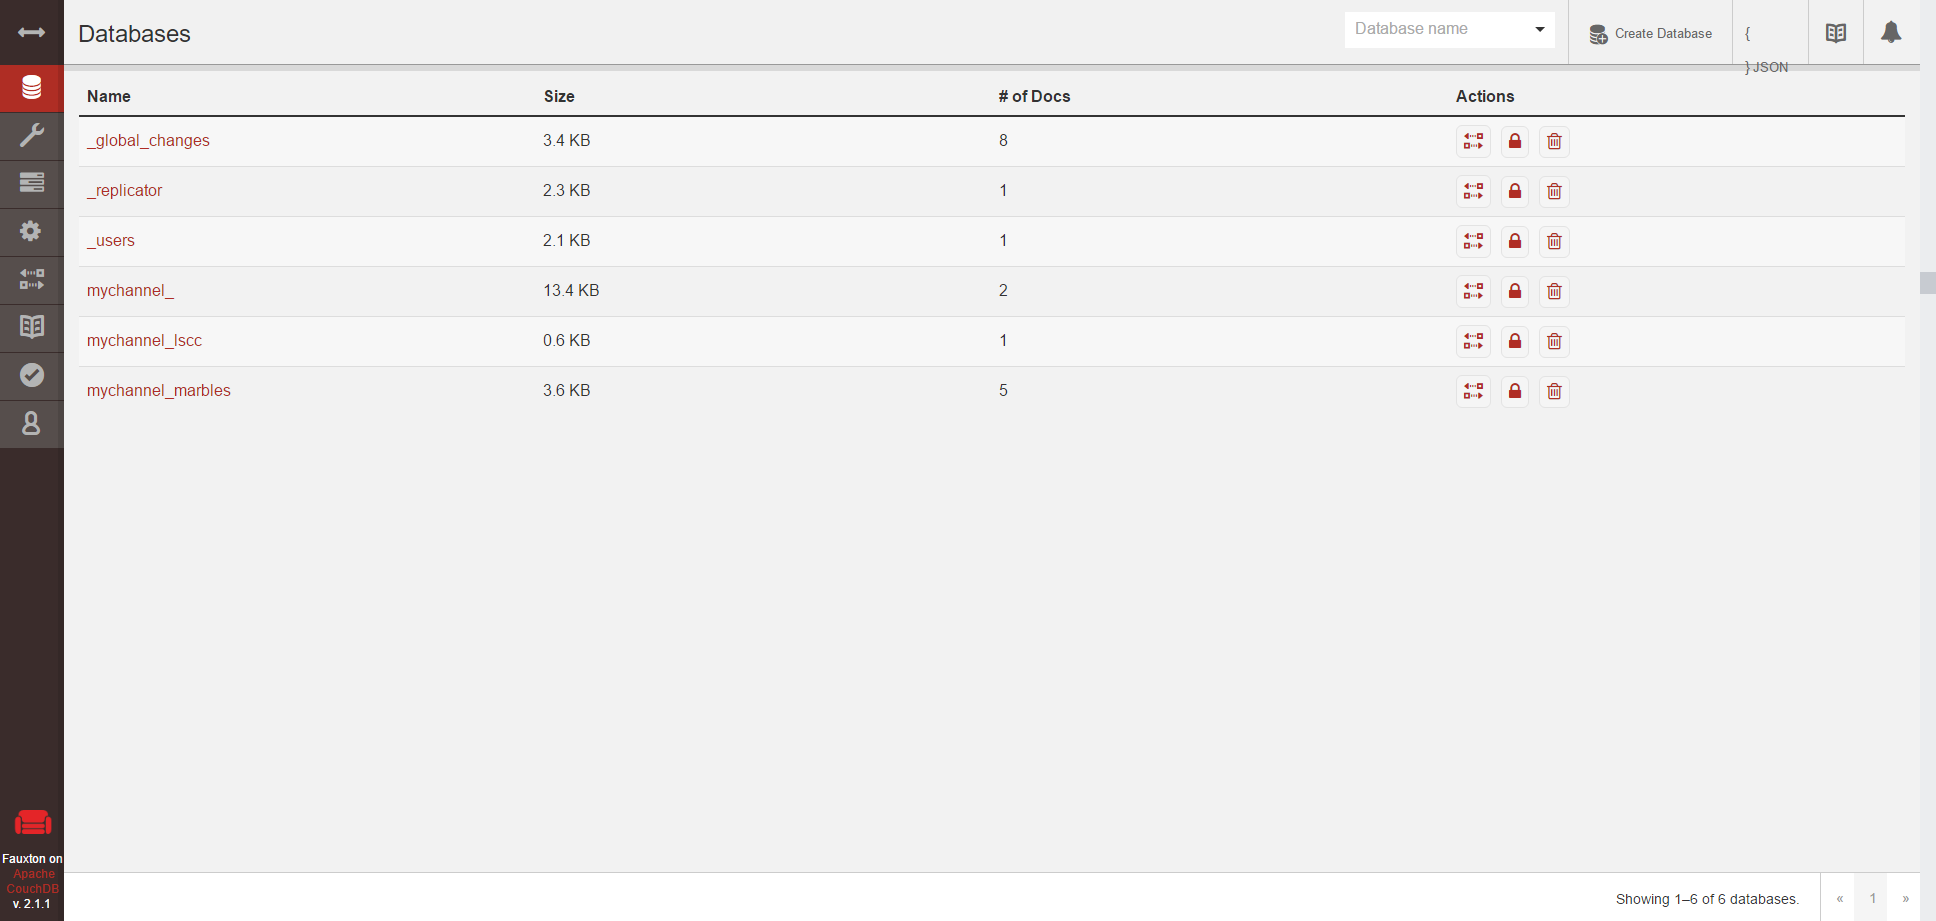 Databases
Database name
Create Database
{
} JSON
Name Size # of Docs Actions
_global_changes 3.4 KB 8
_replicator 2.3 KB 1
_users 2.1 KB 1
mychannel_ 13.4 KB 2
mychannel_lscc 0.6 KB 1
mychannel_marbles 3.6 KB 5
Fauxton on
Apache
CouchDB
v. 2.1.1
Showing 1–6 of 6 databases.
« 1 »